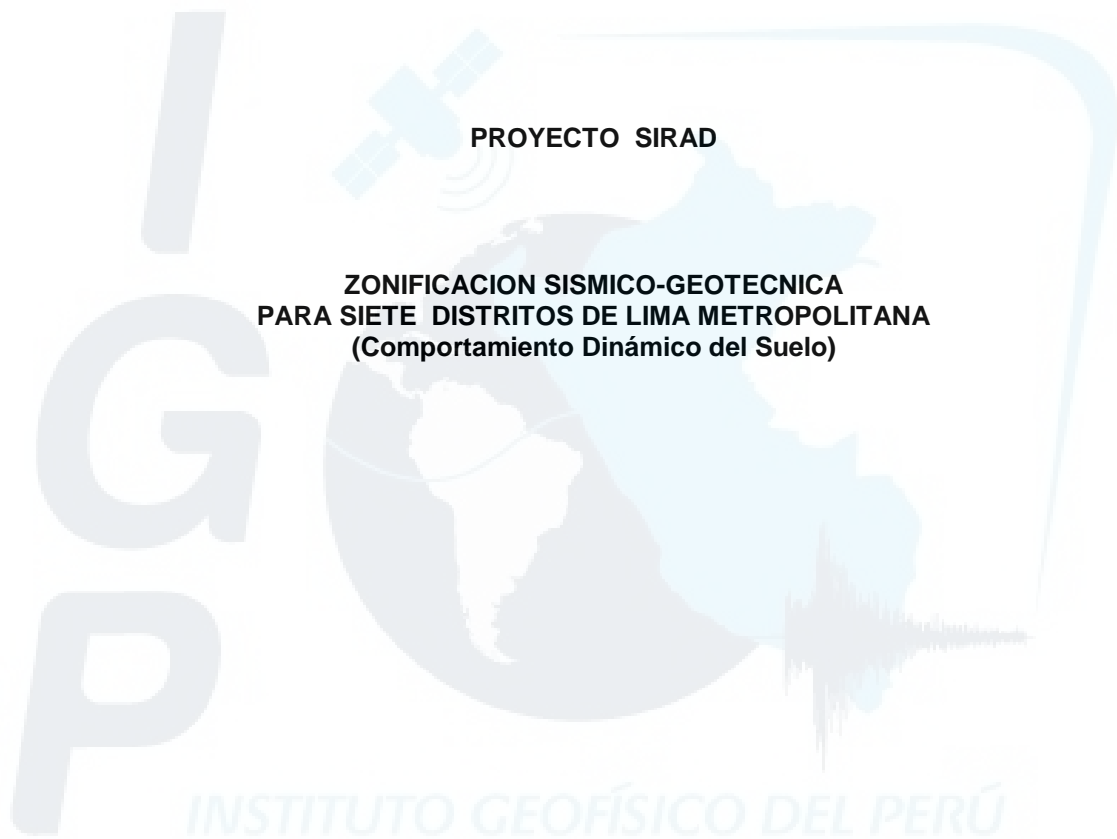 PROYECTO SIRAD
ZONIFICACION SISMICO-GEOTECNICA
PARA SIETE DISTRITOS DE LIMA METROPOLITANA
(Comportamiento Dinámico del Suelo)
IGP
INSTITUTO GEOFÍSICO DEL PERÚ